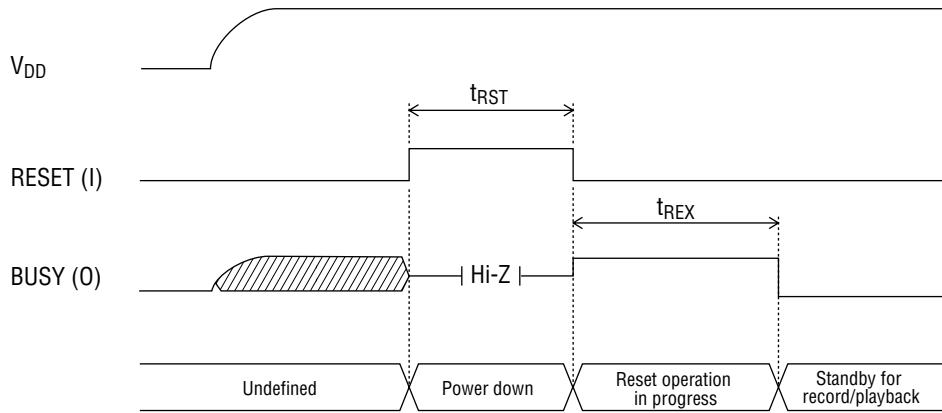 V_DD
t_RST
RESET (I)
t_REX
BUSY (O)
Hi-Z
Undefined
Power down
Reset operation
in progress
Standby for
record/playback